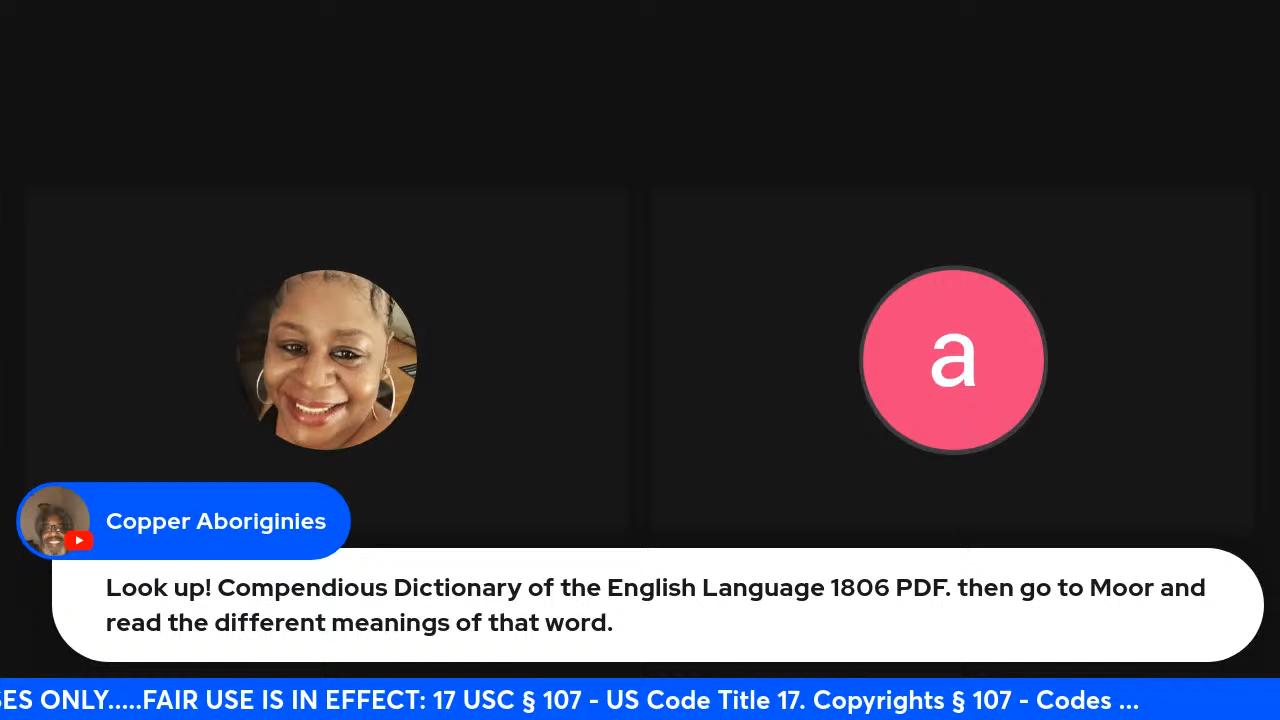 a
Copper Aboriginies
Look up! Compendious Dictionary of the English Language 1806 PDF. then go to Moor and
read the different meanings of that word.
ONLY.....FAIR USE IS IN EFFECT: 17 USC § 107 - US Code Title 17. Copyrights § 107 - Codes ...